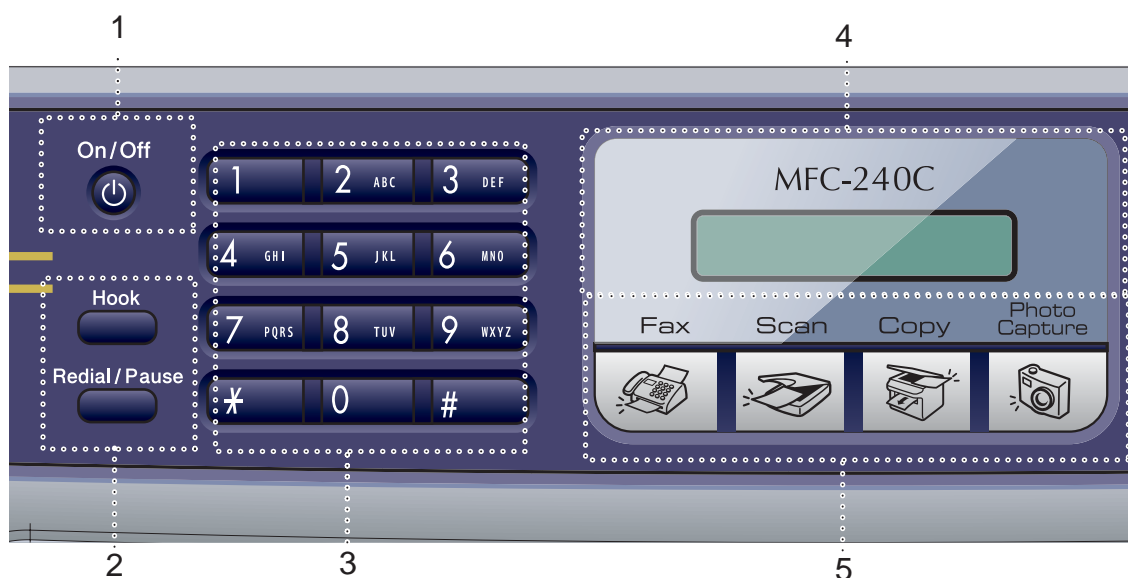 1
4
On/Off
1
2 ABC
3 DEF
MFC-240C
4 GHI
5 JKL
6 MNO
Hook
7 PQRS
8 TUV
9 WXYZ
Fax
Scan
Copy
Photo
Capture
Redial/Pause
*
0
#
2
3
5